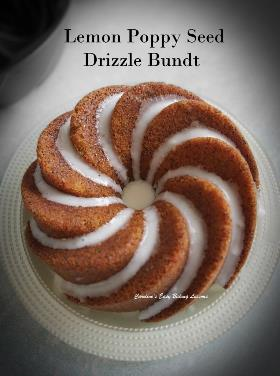 Lemon Poppy Seed
Drizzle Bundt
Caroline's Easy Baking Lessons